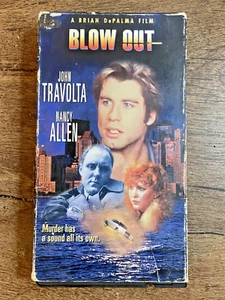 A BRIAN DePALMA FILM
BLOW OUT
JOHN
TRAVOLTA
NANCY
ALLEN
Murder has
a sound all its own.